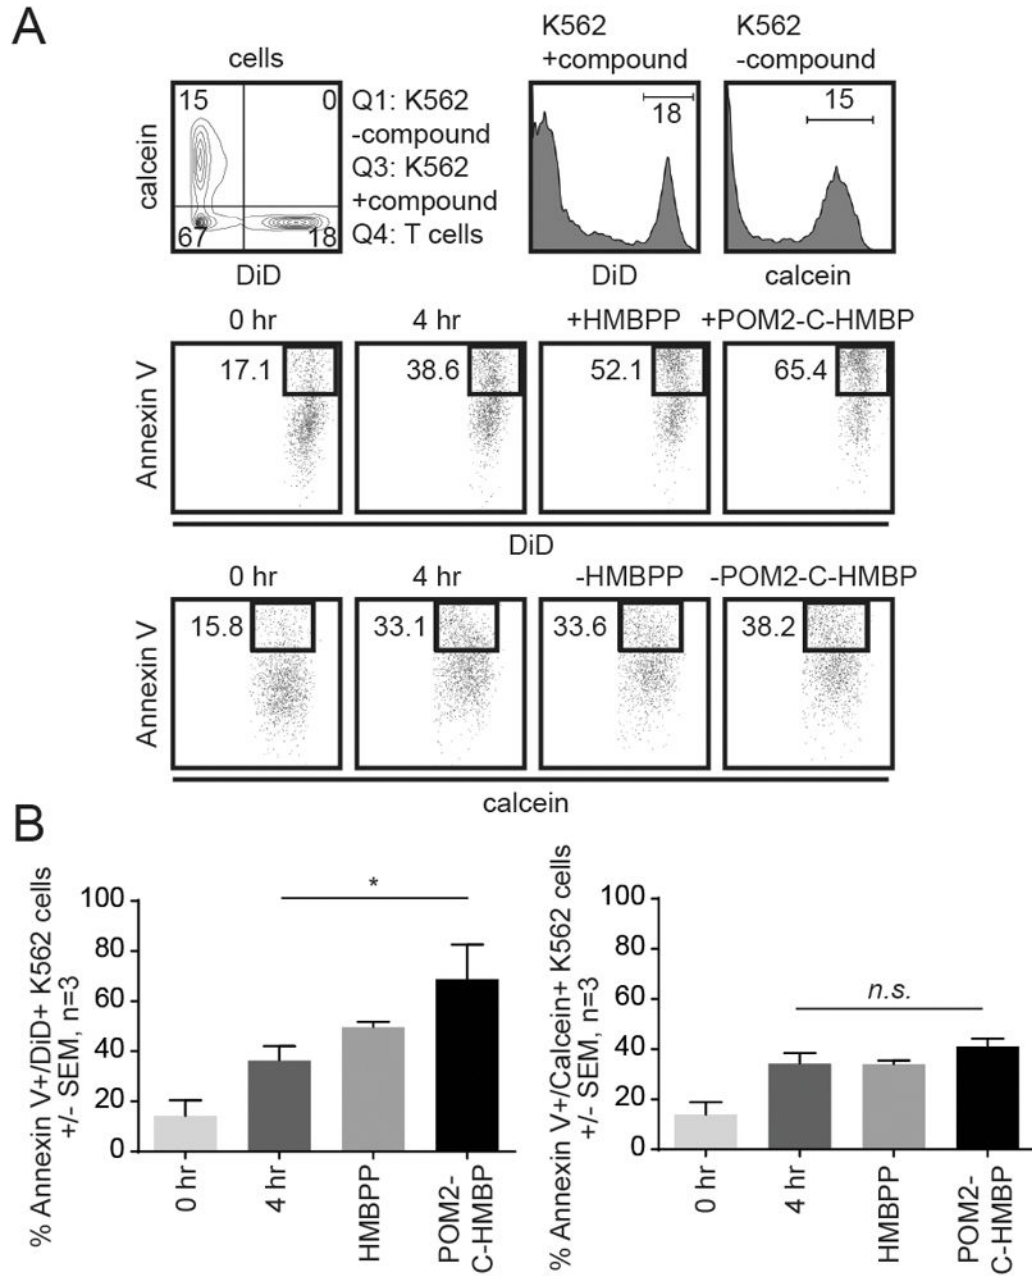 A
cells
K562
+compound
K562
-compound
15
0
67
18
calcein
DiD
Q1: K562
-compound
Q3: K562
+compound
Q4: T cells
18
DiD
15
calcein
0 hr
4 hr
+HMBPP
+POM2-C-HMBP
Annexin V
17.1
38.6
52.1
65.4
DiD
0 hr
4 hr
-HMBPP
-POM2-C-HMBP
Annexin V
15.8
33.1
33.6
38.2
calcein
B
% Annexin V+/DiD+ K562 cells
+/- SEM, n=3
100
80
60
40
20
0
*
0 hr
4 hr
HMBPP
POM2-
C-HMBP
% Annexin V+/Calcein+ K562 cells
+/- SEM, n=3
100
80
60
40
20
0
n.s.
0 hr
4 hr
HMBPP
POM2-
C-HMBP